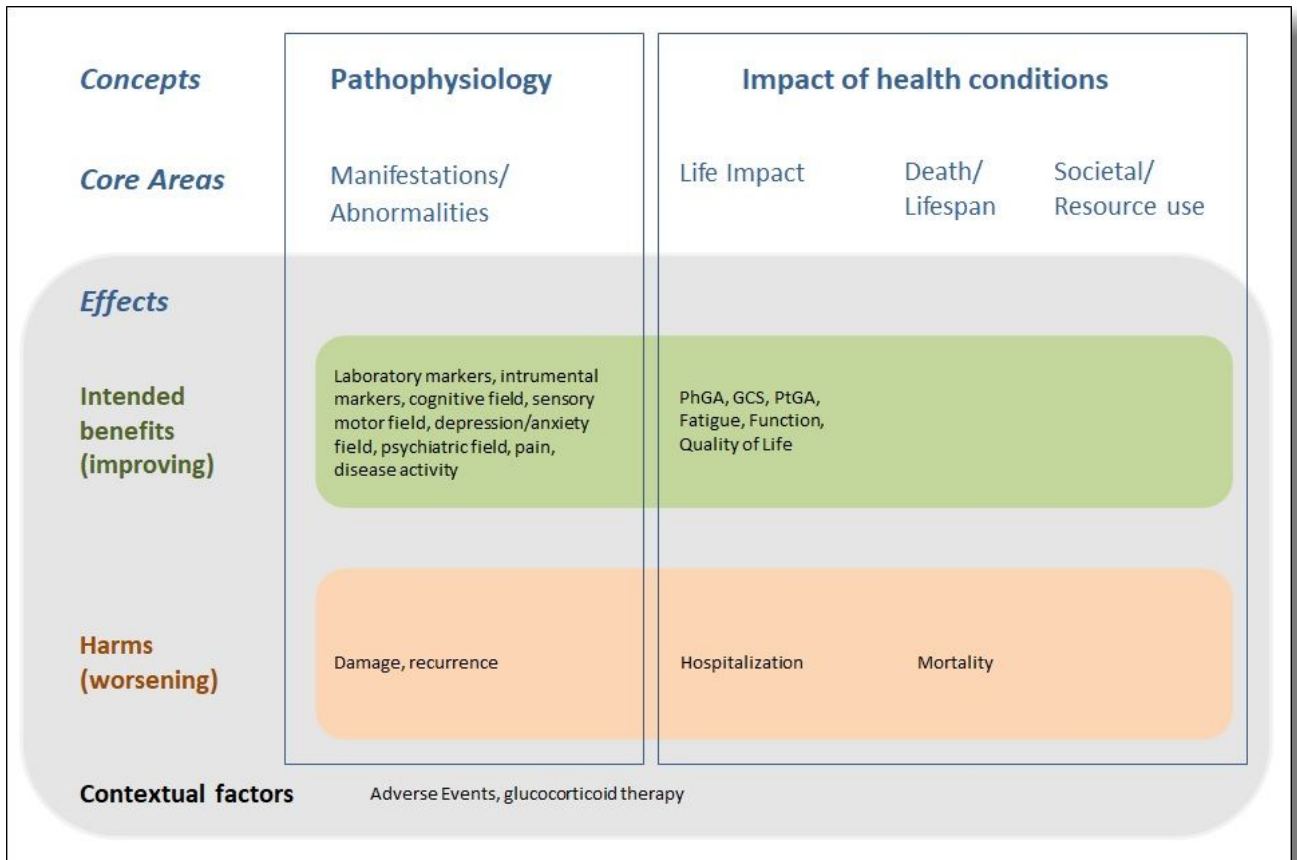 Concepts
Pathophysiology
Impact of health conditions
Core Areas
Manifestations/
Abnormalities
Life Impact
Death/
Lifespan
Societal/
Resource use
Effects
Intended
benefits
(improving)
Laboratory markers, intrumental
markers, cognitive field, sensory
motor field, depression/anxiety
field, psychiatric field, pain,
disease activity
PhGA, GCS, PtGA,
Fatigue, Function,
Quality of Life
Harms
(worsening)
Damage, recurrence
Hospitalization
Mortality
Contextual factors
Adverse Events, glucocorticoid therapy